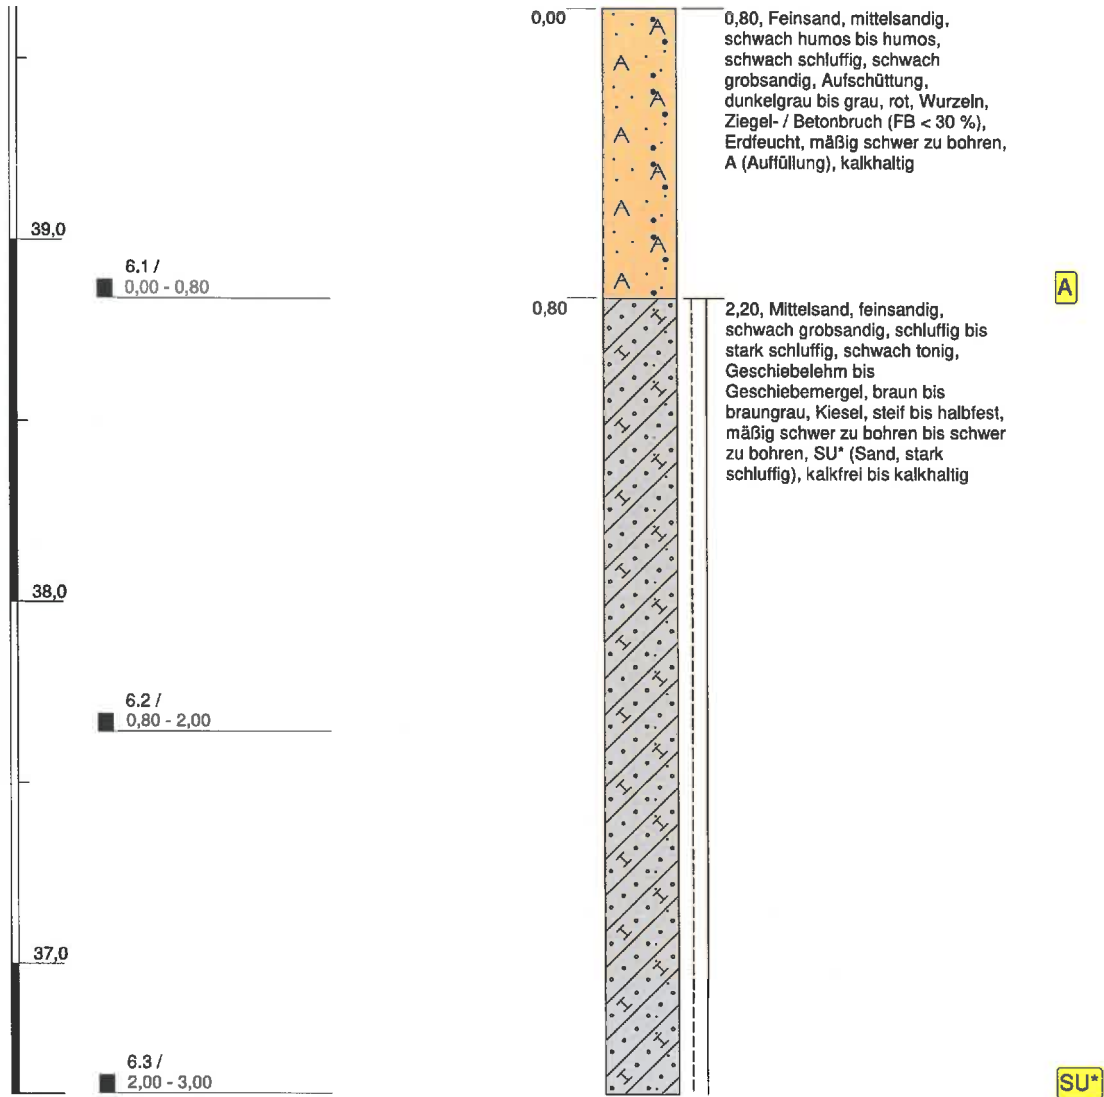 0,00
0,80, Feinsand, mittelsandig,
schwach humos bis humos,
schwach schluffig, schwach
grobsandig, Aufschüttung,
dunkelgrau bis grau, rot, Wurzeln,
Ziegel- / Betonbruch (FB < 30 %),
Erdfeucht, mäßig schwer zu bohren,
A (Auffüllung), kalkhaltig
39,0
6.1 /
0,00 - 0,80
A
0,80
2,20, Mittelsand, feinsandig,
schwach grobsandig, schluffig bis
stark schluffig, schwach tonig,
Geschiebelehm bis
Geschiebemergel, braun bis
braungrau, Kiesel, steif bis halbfest,
mäßig schwer zu bohren bis schwer
zu bohren, SU* (Sand, stark
schluffig), kalkfrei bis kalkhaltig
38,0
6.2 /
0,80 - 2,00
37,0
6.3 /
2,00 - 3,00
SU*